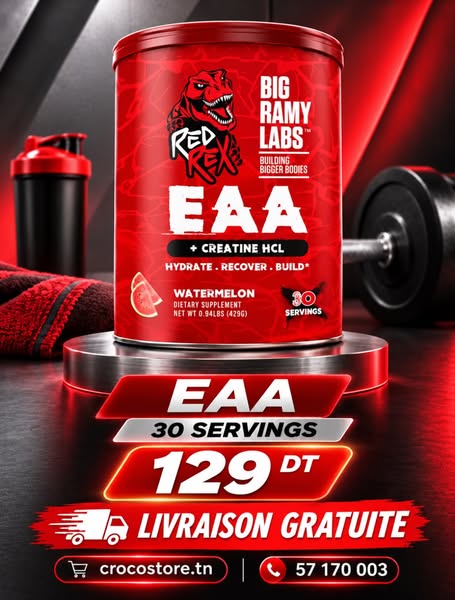 RED
REX
BIG
RAMY
LABS™
BUILDING
BIGGER BODIES
EAA
+ CREATINE HCL
HYDRATE . RECOVER . BUILD*
WATERMELON
DIETARY SUPPLEMENT
NET WT 0.94LBS (429G)
30
SERVINGS
EAA
30 SERVINGS
129 DT
LIVRAISON GRATUITE
crocostore.tn
57 170 003